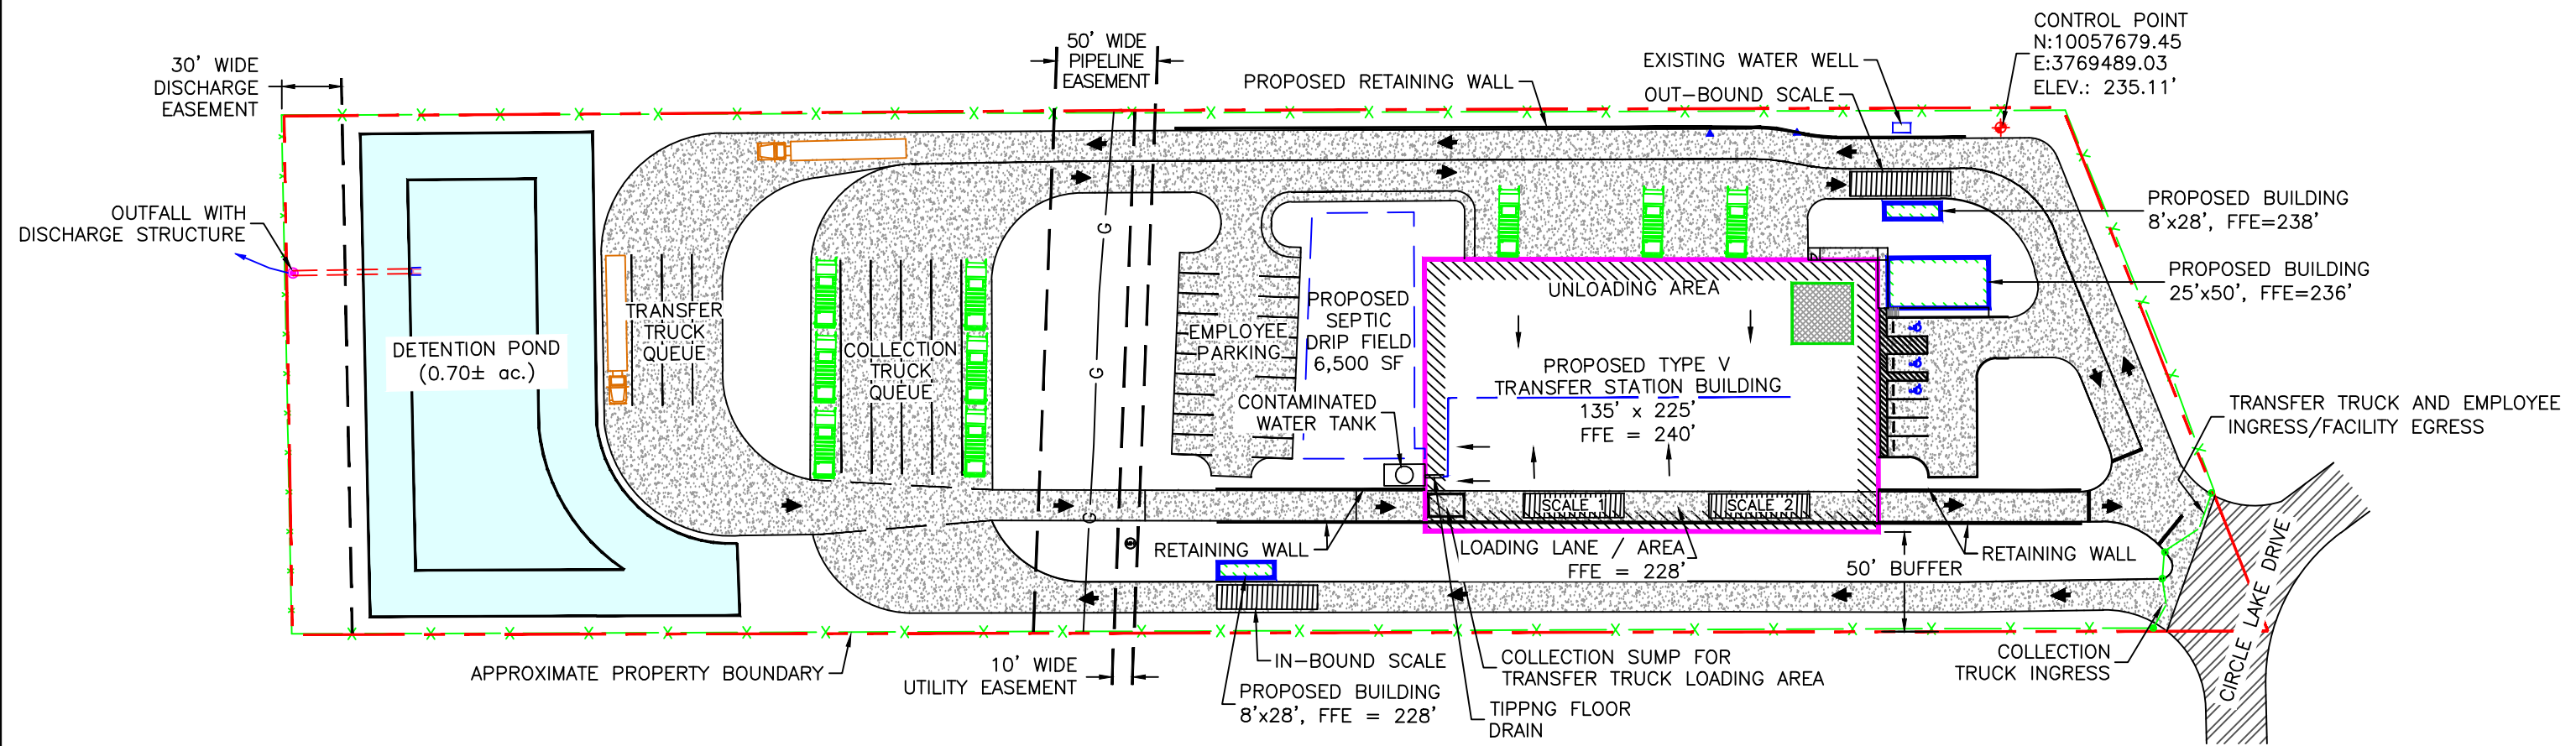 CONTROL POINT
N:10057679.45
E:3769489.03
ELEV.: 235.11'
50' WIDE
PIPELINE
EASEMENT
30' WIDE
DISCHARGE
EASEMENT
PROPOSED RETAINING WALL
EXISTING WATER WELL
OUT-BOUND SCALE
OUTFALL WITH
DISCHARGE STRUCTURE
PROPOSED BUILDING
8'x28', FFE=238'
PROPOSED BUILDING
25'x50', FFE=236'
DETENTION POND
(0.70± ac.)
TRANSFER
TRUCK
QUEUE
COLLECTION
TRUCK
QUEUE
G
G
G
EMPLOYEE
PARKING
PROPOSED
SEPTIC
DRIP FIELD
6,500 SF
CONTAMINATED
WATER TANK
UNLOADING AREA
PROPOSED TYPE V
TRANSFER STATION BUILDING
135' x 225'
FFE = 240'
SCALE 1
SCALE 2
TRANSFER TRUCK AND EMPLOYEE
INGRESS/FACILITY EGRESS
RETAINING WALL
LOADING LANE / AREA
FFE = 228'
50' BUFFER
RETAINING WALL
CIRCLE LAKE DRIVE
APPROXIMATE PROPERTY BOUNDARY
10' WIDE
UTILITY EASEMENT
IN-BOUND SCALE
PROPOSED BUILDING
8'x28', FFE = 228'
COLLECTION SUMP FOR
TRANSFER TRUCK LOADING AREA
TIPPNG FLOOR
DRAIN
COLLECTION
TRUCK INGRESS